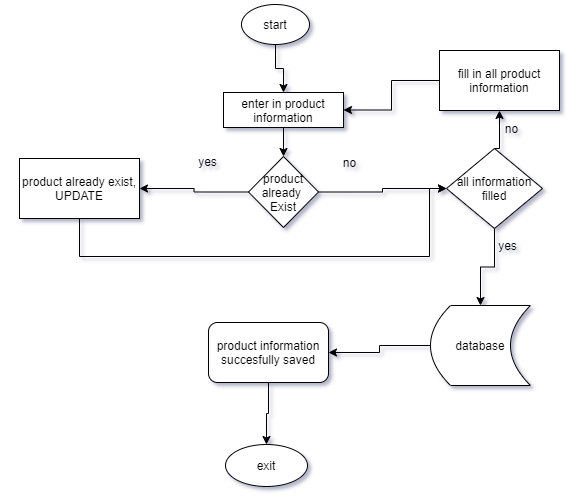 start
fill in all product
information
enter in product
information
no
yes
no
product
already
Exist
product already exist,
UPDATE
all information
filled
yes
database
product information
succesfully saved
exit